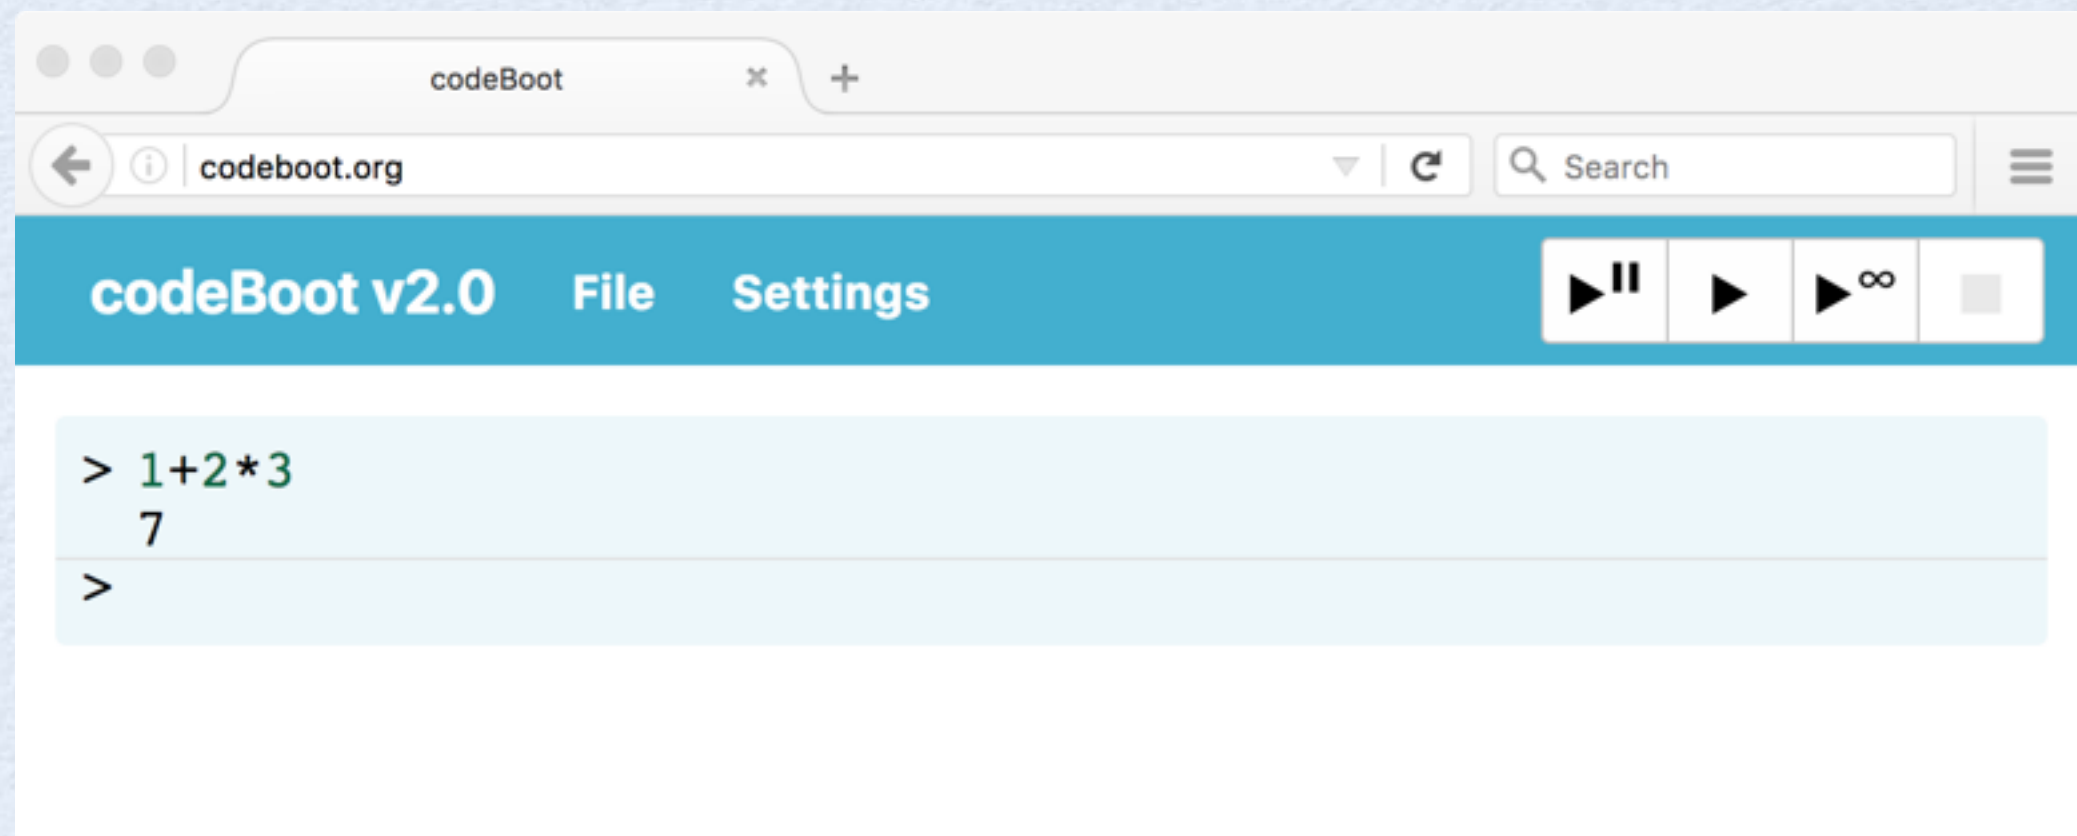 codeBoot
codeboot.org
Search
codeBoot v2.0 File Settings
> 1+2*3
7
>